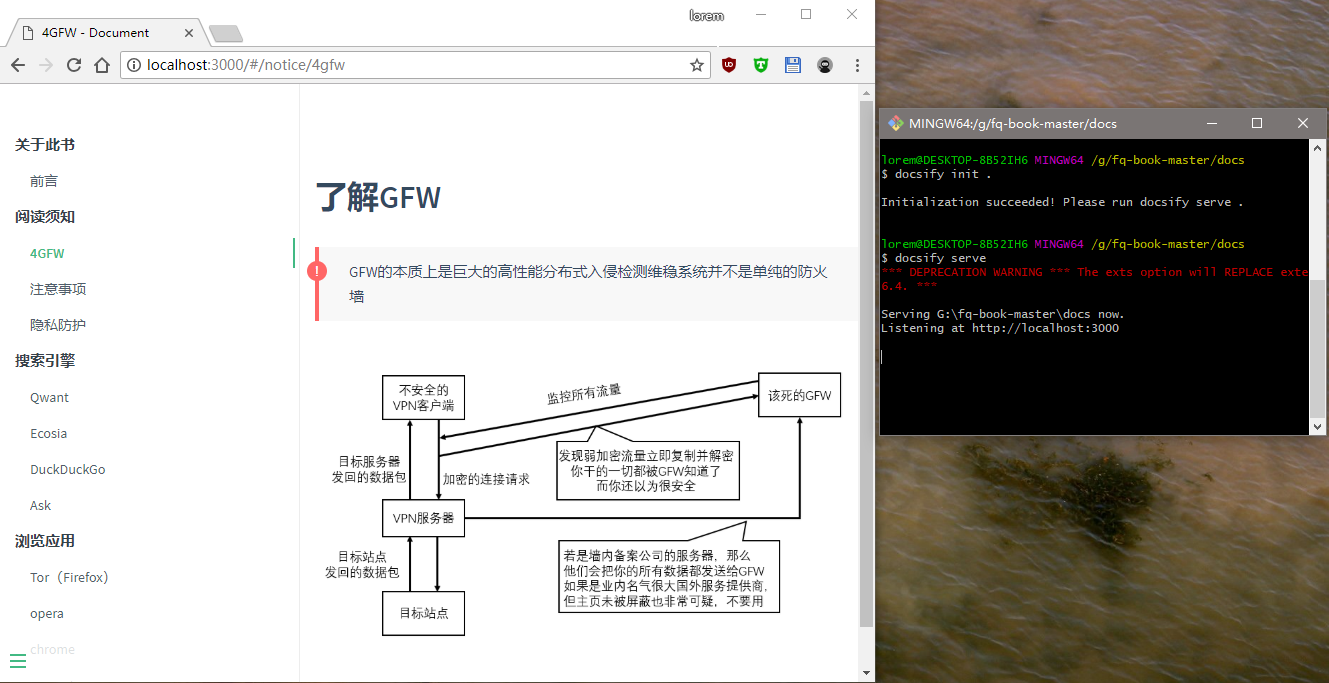 lorem
4GFW - Document
localhost:3000/#/notice/4gfw
关于此书
前言
阅读须知
4GFW
注意事项
隐私防护
搜索引擎
Qwant
Ecosia
DuckDuckGo
Ask
浏览应用
Tor（Firefox）
opera
chrome
了解GFW
GFW的本质上是巨大的高性能分布式入侵检测维稳系统并不是单纯的防火
墙
不安全的
VPN客户端
监控所有流量
该死的GFW
目标服务器
发回的数据包
加密的连接请求
发现弱加密流量立即复制并解密
你干的一切都被GFW知道了
而你还以为很安全
VPN服务器
目标站点
发回的数据包
若是墙内备案公司的服务器，那么
他们会把你的所有数据都发送给GFW
如果是业内名气很大国外服务提供商，
但主页未被屏蔽也非常可疑，不要用
目标站点
MINGW64:/g/fq-book-master/docs
lorem@DESKTOP-8B52IH6 MINGW64 /g/fq-book-master/docs
$ docsify init .
Initialization succeeded! Please run docsify serve .
lorem@DESKTOP-8B52IH6 MINGW64 /g/fq-book-master/docs
$ docsify serve
*** DEPRECATION WARNING *** The exts option will REPLACE exte
6.4. ***
Serving G:\fq-book-master\docs now.
Listening at http://localhost:3000